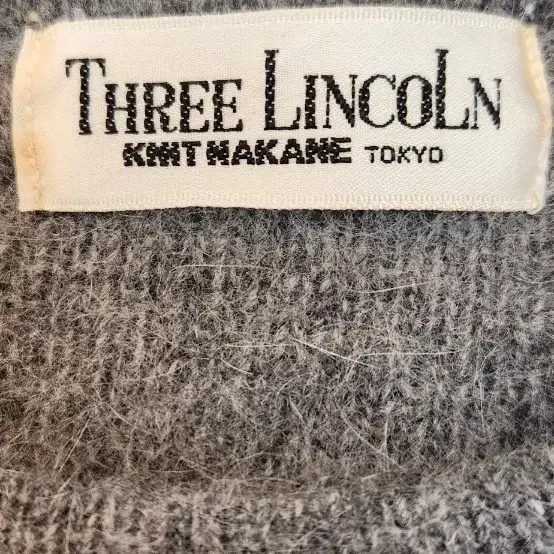 THREE LINCOLN
KNIT NAKANE TOKYO